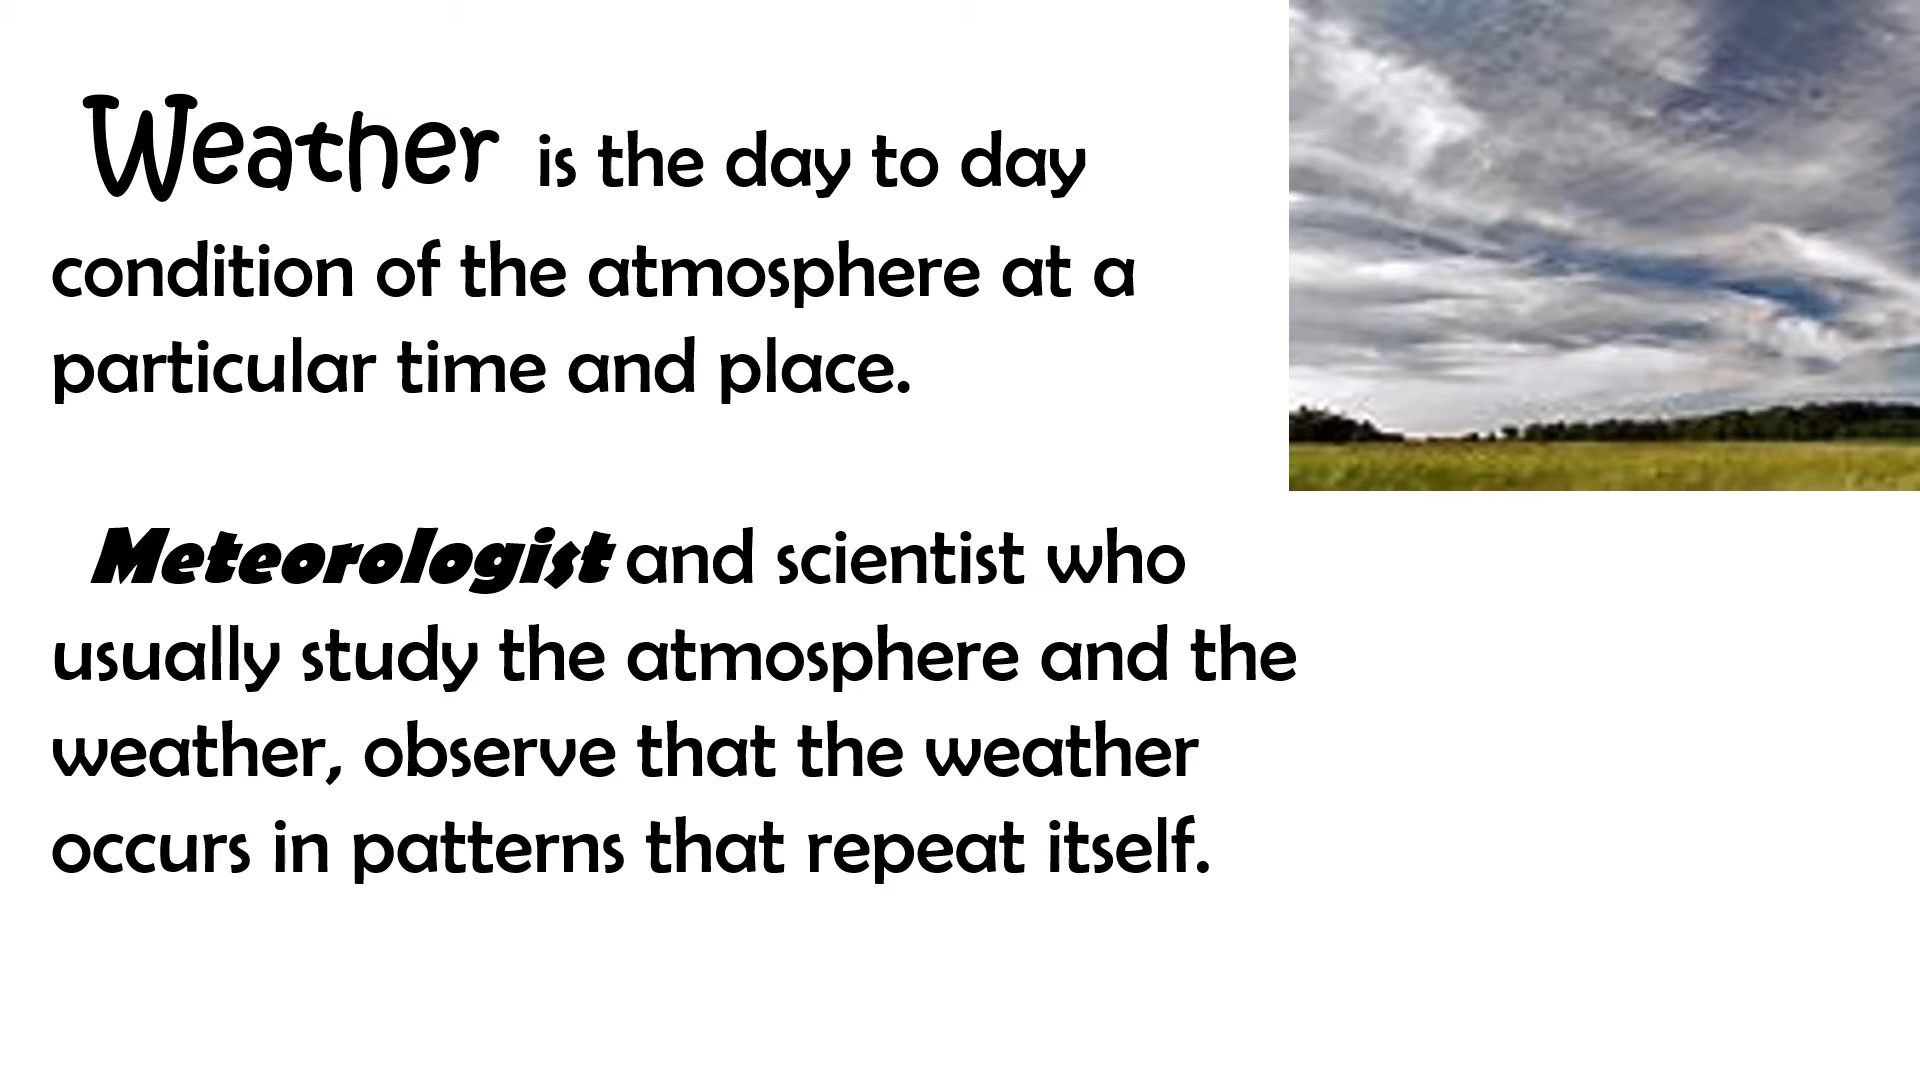 Weather is the day to day
condition of the atmosphere at a
particular time and place.
Meteorologist and scientist who
usually study the atmosphere and the
weather, observe that the weather
occurs in patterns that repeat itself.